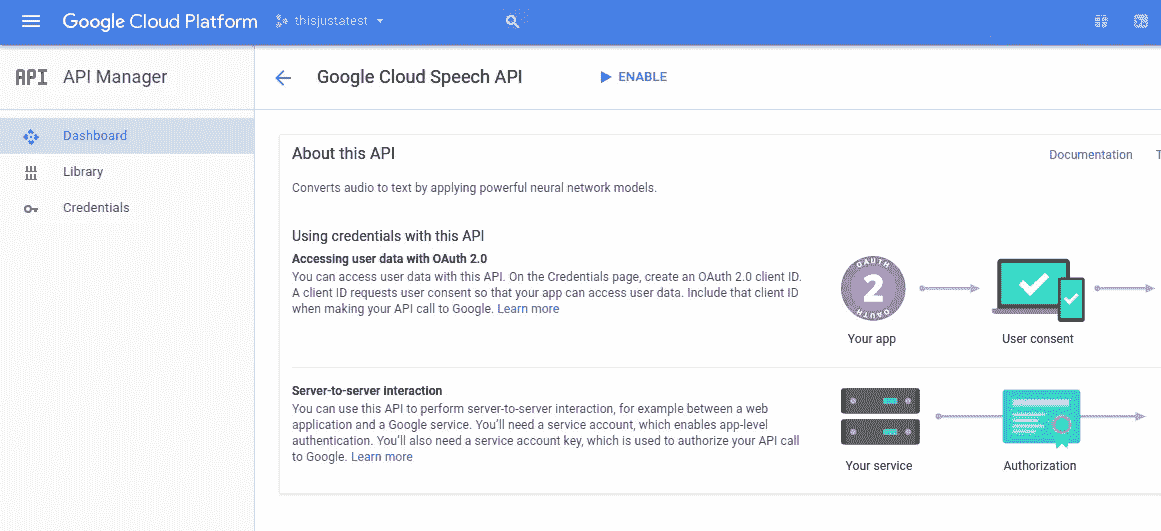 Google Cloud Platform thisjustatest
API API Manager
Google Cloud Speech API ENABLE
Dashboard
Library
Credentials
About this API
Documentation T
Converts audio to text by applying powerful neural network models.
Using credentials with this API
Accessing user data with OAuth 2.0
You can access user data with this API. On the Credentials page, create an OAuth 2.0 client ID.
A client ID requests user consent so that your app can access user data. Include that client ID
when making your API call to Google. Learn more
OAUTH
2
OAUTH
Your app
User consent
Server-to-server interaction
You can use this API to perform server-to-server interaction, for example between a web
application and a Google service. You'll need a service account, which enables app-level
authentication. You'll also need a service account key, which is used to authorize your API call
to Google. Learn more
Your service
Authorization